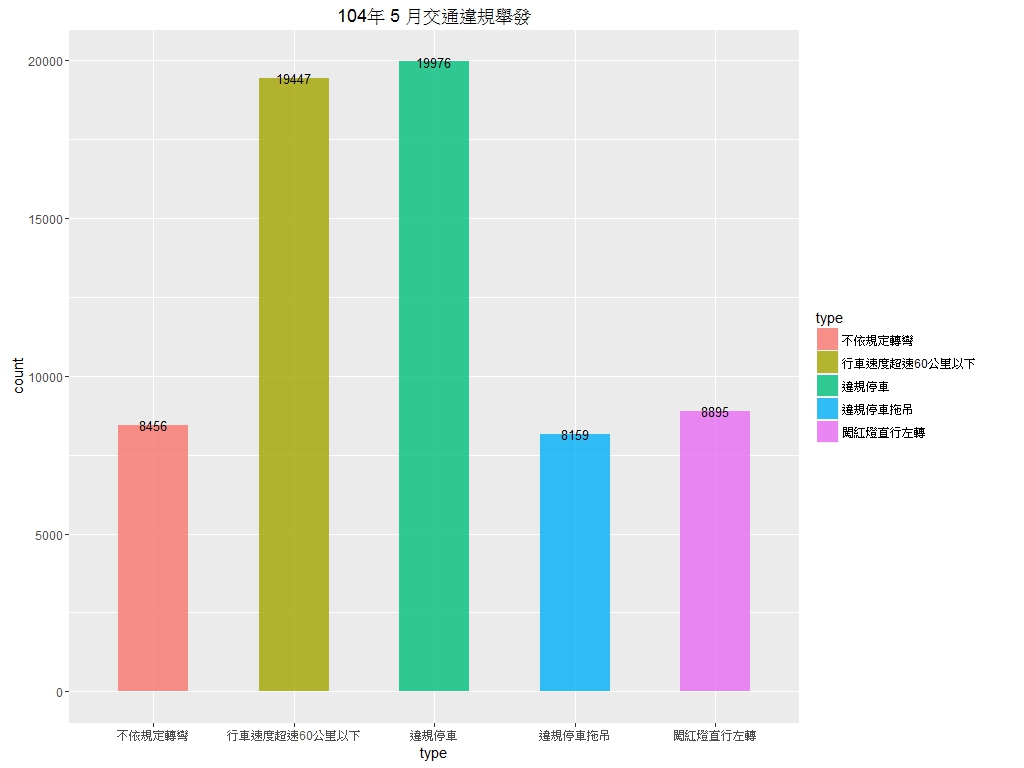 104年 5 月交通違規舉發
count
20000
15000
10000
5000
0
8456
19447
19976
8159
8895
不依規定轉彎
行車速度超速60公里以下
違規停車
違規停車拖吊
闖紅燈直行左轉
type
type
不依規定轉彎
行車速度超速60公里以下
違規停車
違規停車拖吊
闖紅燈直行左轉